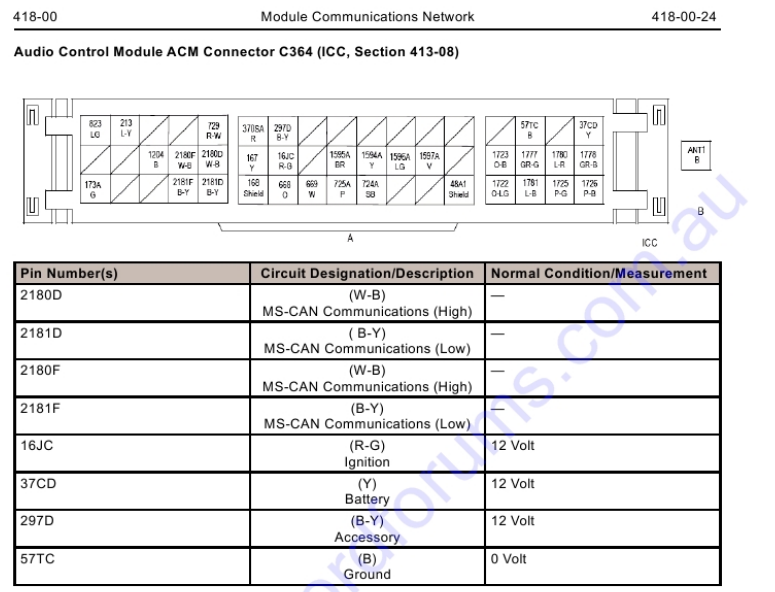 418-00 Module Communications Network 418-00-24
Audio Control Module ACM Connector C364 (ICC, Section 413-08)
823 LG 213 L-Y 729 R-W 370SA R 297D B-Y 57TC B 37CD Y
1204 B 2180F W-B 2180D W-B 167 Y 16JC R-G 1595A BR 1594A Y 1596A LG 1597A V 1723 O-B 1777 GR-G 1780 L-R 1778 GR-B ANT1 B
173A G 2181F B-Y 2181D B-Y 168 Shield 668 O 669 W 725A P 724A SB 48A1 Shield 1722 O-LG 1781 L-B 1725 P-G 1726 P-B
A
B
ICC
Pin Number(s) Circuit Designation/Description Normal Condition/Measurement
2180D (W-B) —
MS-CAN Communications (High)
2181D ( B-Y) —
MS-CAN Communications (Low)
2180F (W-B) —
MS-CAN Communications (High)
2181F (B-Y) —
MS-CAN Communications (Low)
16JC (R-G) 12 Volt
Ignition
37CD (Y) 12 Volt
Battery
297D (B-Y) 12 Volt
Accessory
57TC (B) 0 Volt
Ground
ordforums.com.au